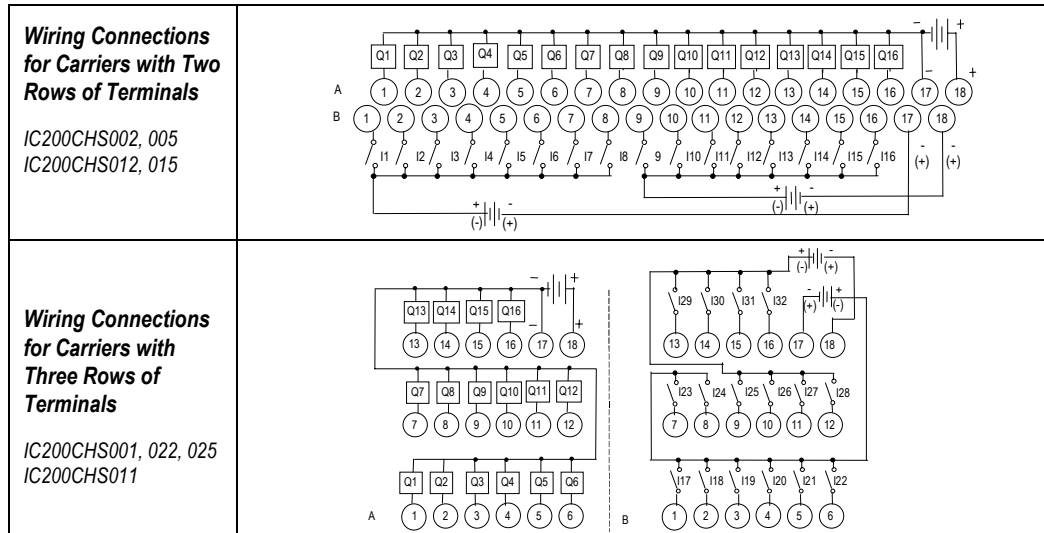 Wiring Connections
for Carriers with Two
Rows of Terminals
IC200CHS002, 005
IC200CHS012, 015
− +
Q1 Q2 Q3 Q4 Q5 Q6 Q7 Q8 Q9 Q10 Q11 Q12 Q13 Q14 Q15 Q16
− +
A 1 2 3 4 5 6 7 8 9 10 11 12 13 14 15 16 17 18
B 1 2 3 4 5 6 7 8 9 10 11 12 13 14 15 16 17 18
I1 I2 I3 I4 I5 I6 I7 I8 9 I10 I11 I12 I13 I14 I15 I16
- (+) - (+)
+ -
(-) (+)
+ -
(-) (+)
Wiring Connections
for Carriers with
Three Rows of
Terminals
IC200CHS001, 022, 025
IC200CHS011
− +
Q13 Q14 Q15 Q16
− +
13 14 15 16 17 18
Q7 Q8 Q9 Q10 Q11 Q12
7 8 9 10 11 12
Q1 Q2 Q3 Q4 Q5 Q6
A 1 2 3 4 5 6
+ -
(-) (+)
I29 I30 I31 I32
- +
(+) (-)
13 14 15 16 17 18
I23 I24 I25 I26 I27 I28
7 8 9 10 11 12
I17 I18 I19 I20 I21 I22
B 1 2 3 4 5 6